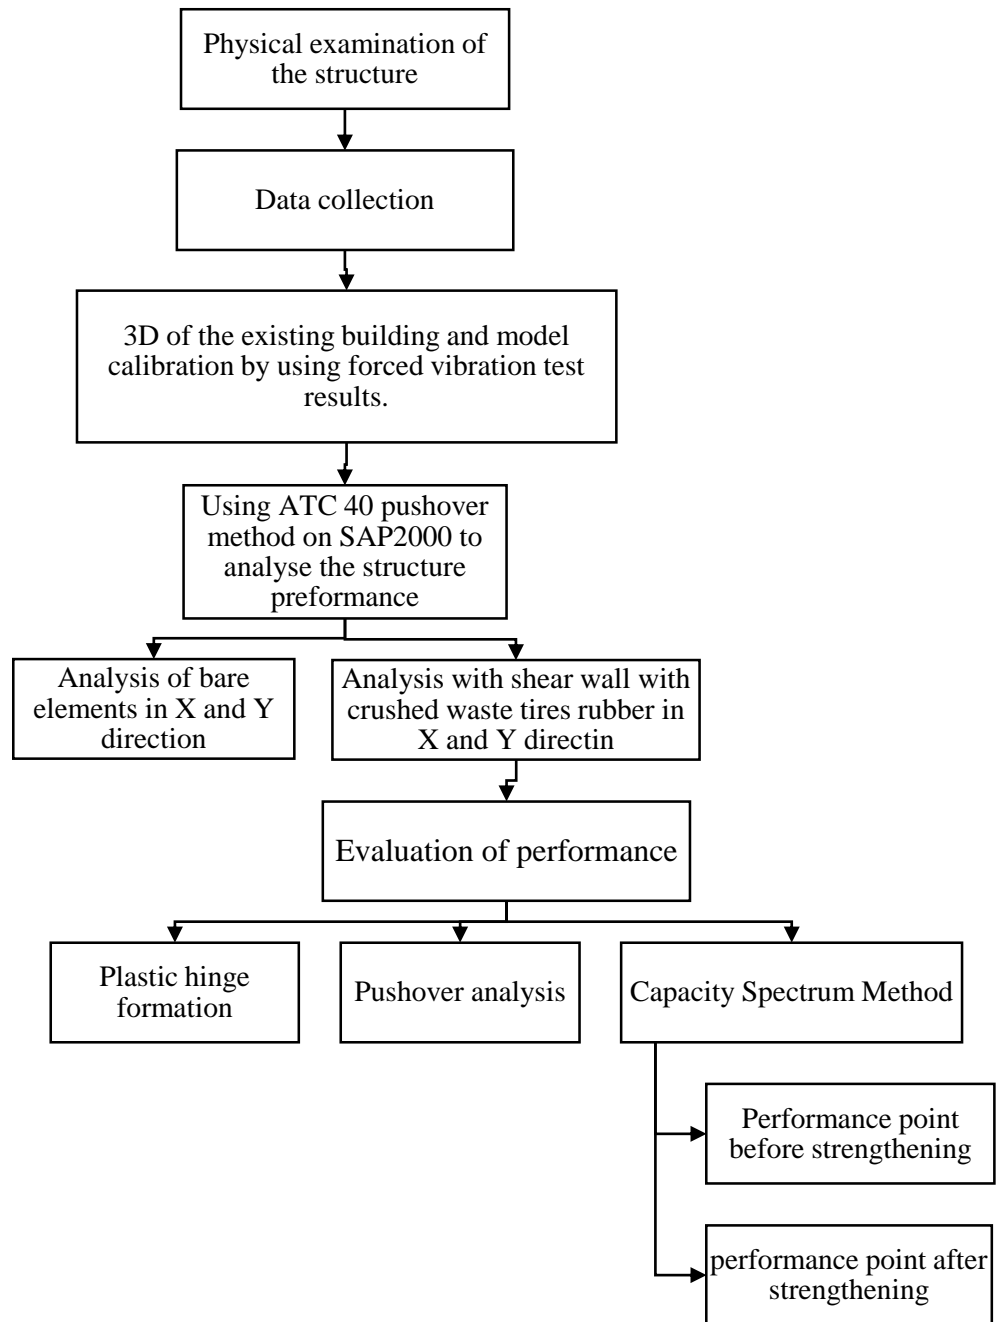 Physical examination of
the structure
Data collection
3D of the existing building and model
calibration by using forced vibration test
results.
Using ATC 40 pushover
method on SAP2000 to
analyse the structure
preformance
Analysis of bare
elements in X and Y
direction
Analysis with shear wall with
crushed waste tires rubber in
X and Y directin
Evaluation of performance
Plastic hinge
formation
Pushover analysis
Capacity Spectrum Method
Performance point
before strengthening
performance point after
strengthening